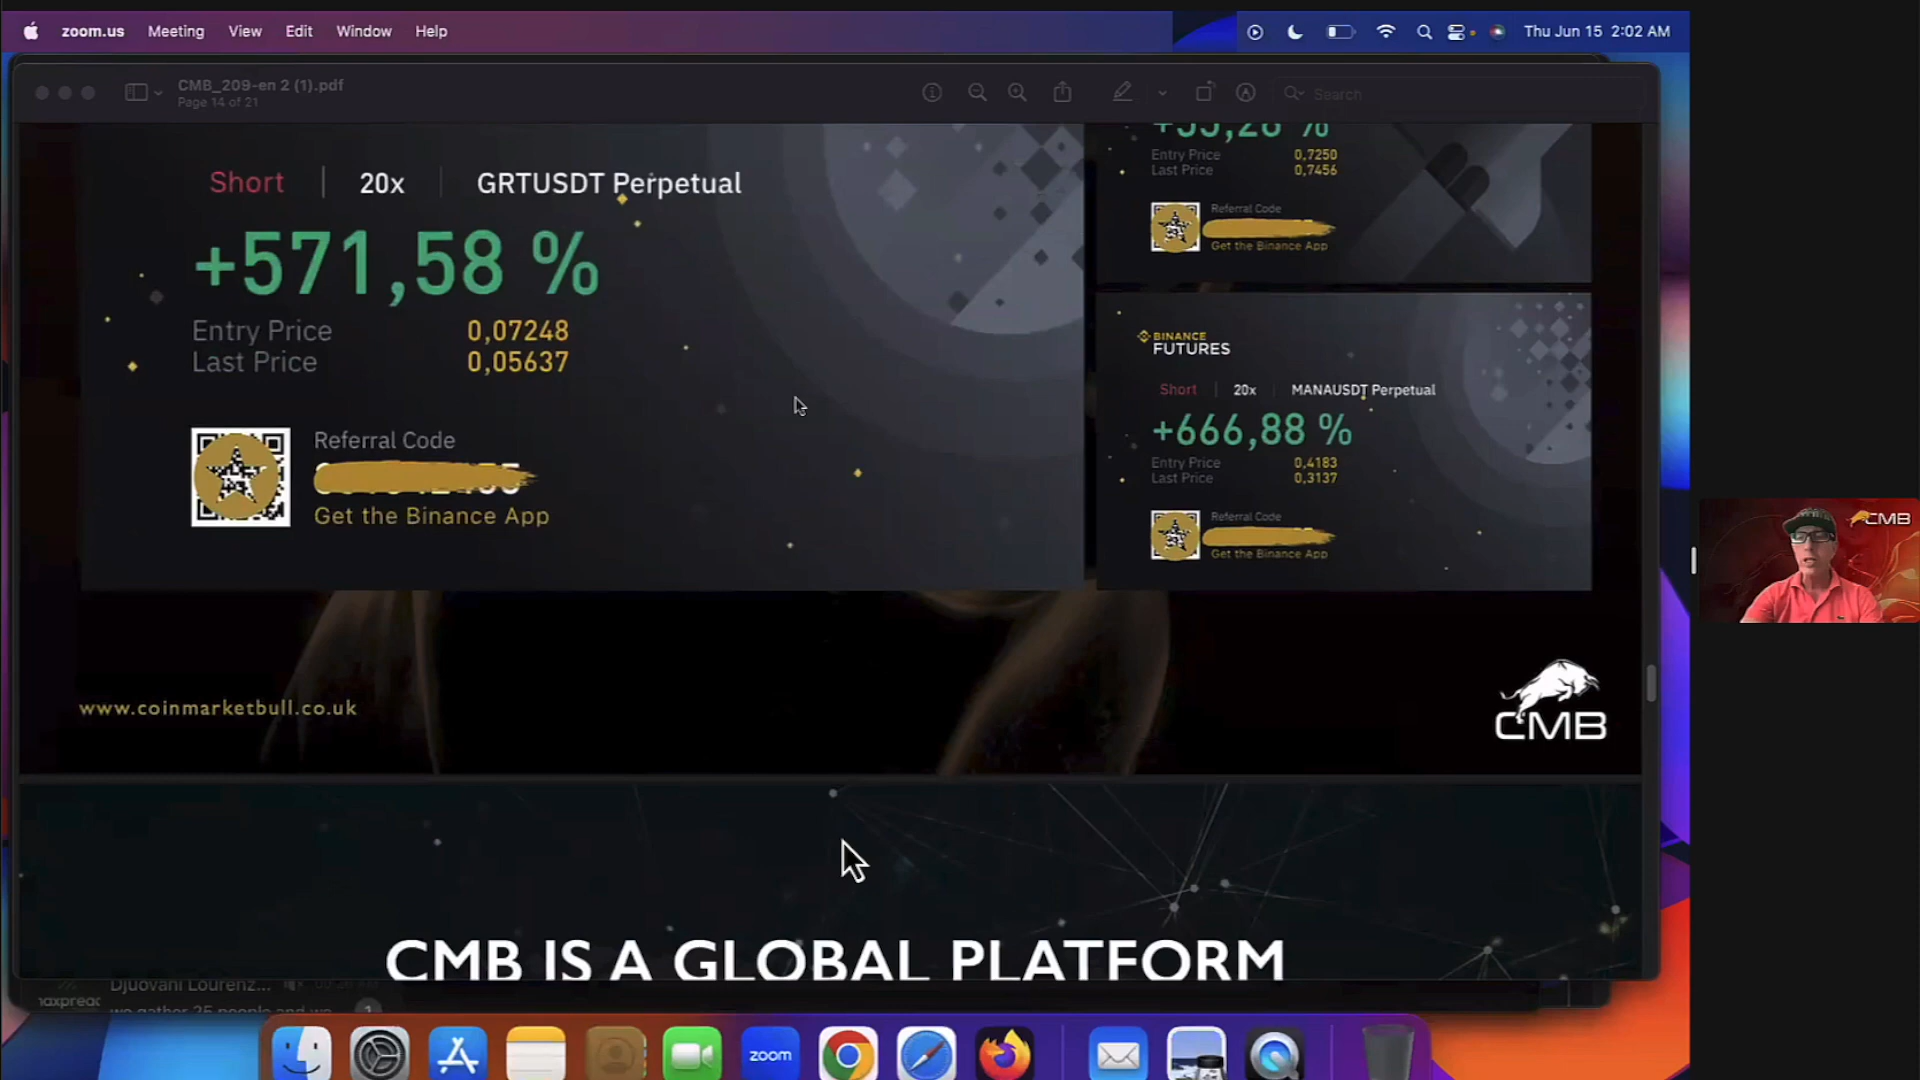 zoom.us Meeting View Edit Window Help
Thu Jun 15 2:02 AM
CMB_209-en 2 (1).pdf
Page 14 of 21
Search
Short 20x GRTUSDT Perpetual
+571,58 %
Entry Price 0,07248
Last Price 0,05637
Referral Code
Get the Binance App
Entry Price 0,7250
Last Price 0,7456
Referral Code
Get the Binance App
BINANCE
FUTURES
Short 20x MANAUSDT Perpetual
+666,88 %
Entry Price 0,4183
Last Price 0,3137
Referral Code
Get the Binance App
CMB
www.coinmarketbull.co.uk
CMB
CMB IS A GLOBAL PLATFORM
Djuovani Lourenz...
zoom